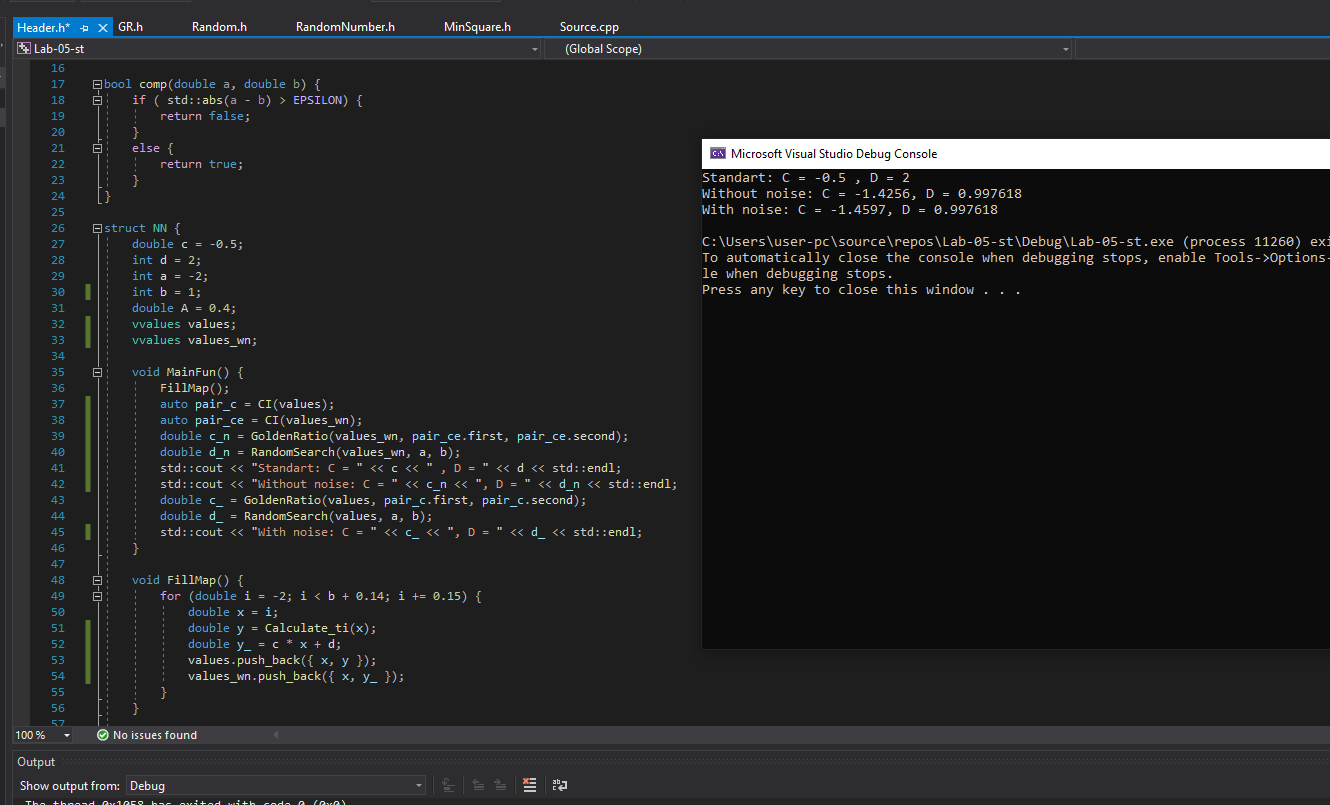 Header.h* GR.h Random.h RandomNumber.h MinSquare.h Source.cpp
Lab-05-st (Global Scope)
16
17 bool comp(double a, double b) {
18 if ( std::abs(a - b) > EPSILON) {
19 return false;
20 }
21 else {
22 return true;
23 }
24 }
25
26 struct NN {
27 double c = -0.5;
28 int d = 2;
29 int a = -2;
30 int b = 1;
31 double A = 0.4;
32 vvalues values;
33 vvalues values_wn;
34
35 void MainFun() {
36 FillMap();
37 auto pair_c = CI(values);
38 auto pair_ce = CI(values_wn);
39 double c_n = GoldenRatio(values_wn, pair_ce.first, pair_ce.second);
40 double d_n = RandomSearch(values_wn, a, b);
41 std::cout << "Standart: C = " << c << " , D = " << d << std::endl;
42 std::cout << "Without noise: C = " << c_n << ", D = " << d_n << std::endl;
43 double c_ = GoldenRatio(values, pair_c.first, pair_c.second);
44 double d_ = RandomSearch(values, a, b);
45 std::cout << "With noise: C = " << c_ << ", D = " << d_ << std::endl;
46 }
47
48 void FillMap() {
49 for (double i = -2; i < b + 0.14; i += 0.15) {
50 double x = i;
51 double y = Calculate_ti(x);
52 double y_ = c * x + d;
53 values.push_back({ x, y });
54 values_wn.push_back({ x, y_ });
55 }
56 }
57
Microsoft Visual Studio Debug Console
Standart: C = -0.5 , D = 2
Without noise: C = -1.4256, D = 0.997618
With noise: C = -1.4597, D = 0.997618
C:\Users\user-pc\source\repos\Lab-05-st\Debug\Lab-05-st.exe (process 11260) exi
To automatically close the console when debugging stops, enable Tools->Options-
le when debugging stops.
Press any key to close this window . . .
100 % No issues found
Output
Show output from: Debug
The thread 0x1058 has exited with code 0 (0x0).